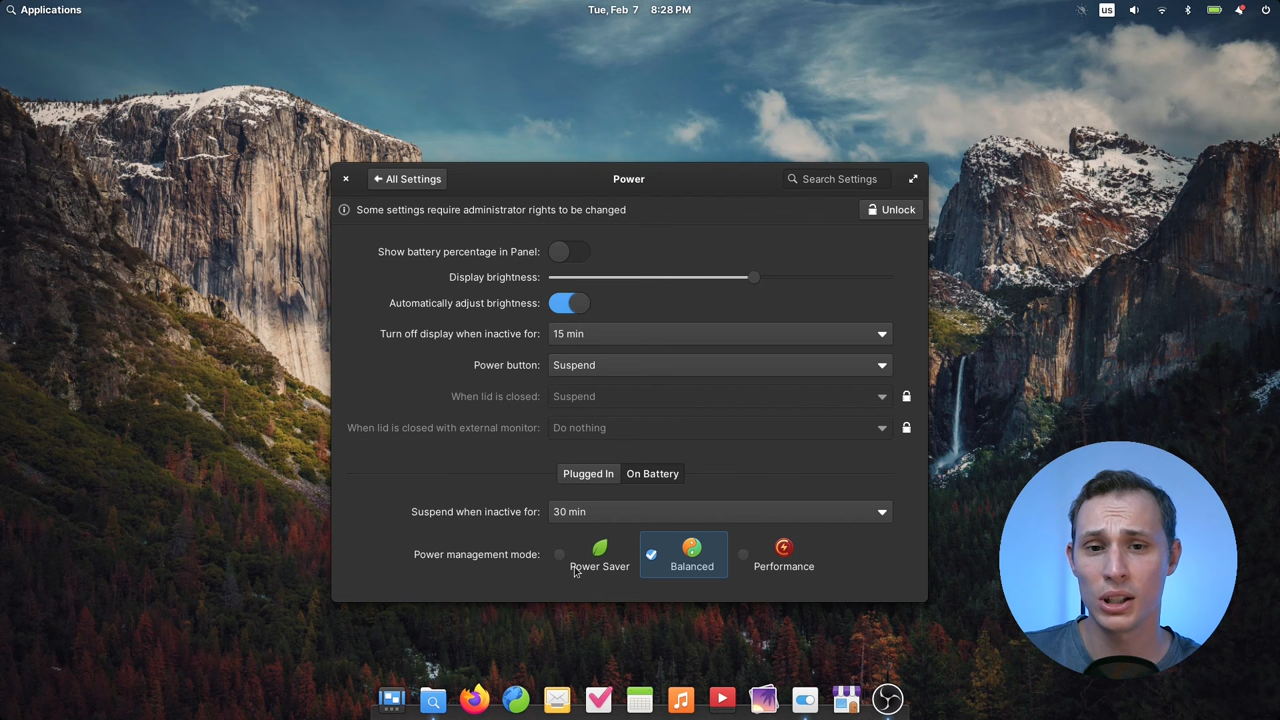 Applications
Tue, Feb 7 8:28 PM
us
All Settings
Power
Search Settings
Some settings require administrator rights to be changed
Unlock
Show battery percentage in Panel:
Display brightness:
Automatically adjust brightness:
Turn off display when inactive for: 15 min
Power button: Suspend
When lid is closed: Suspend
When lid is closed with external monitor: Do nothing
Plugged In On Battery
Suspend when inactive for: 30 min
Power management mode: Power Saver Balanced Performance